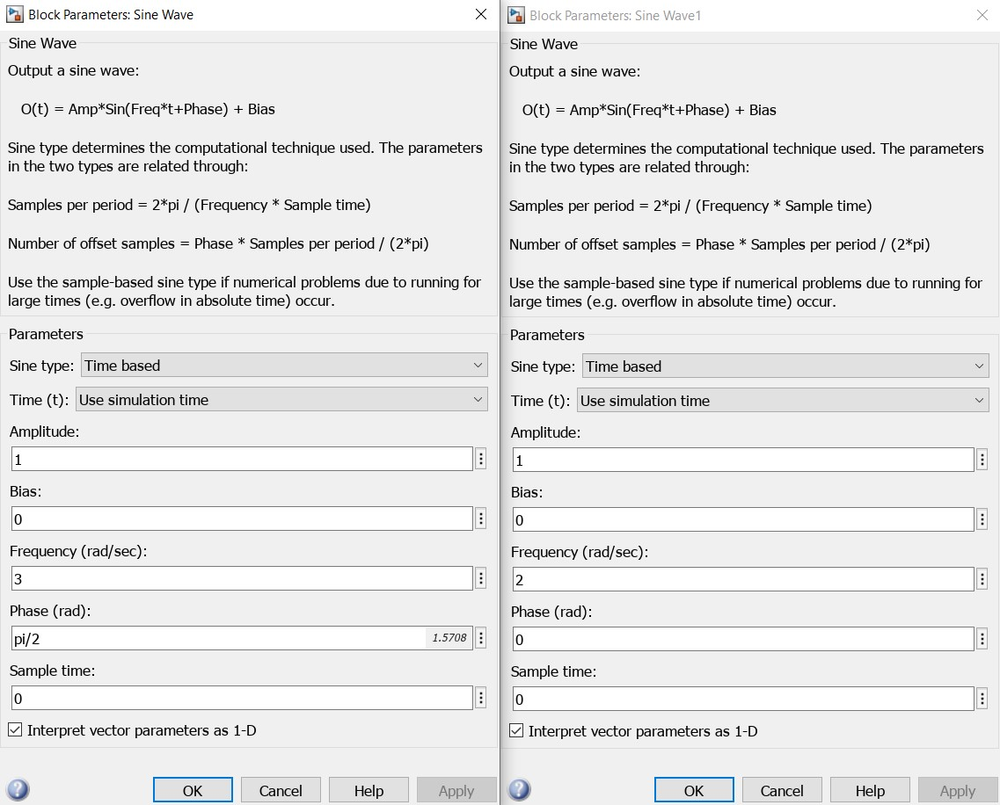 Block Parameters: Sine Wave
Sine Wave
Output a sine wave:
O(t) = Amp*Sin(Freq*t+Phase) + Bias
Sine type determines the computational technique used. The parameters
in the two types are related through:
Samples per period = 2*pi / (Frequency * Sample time)
Number of offset samples = Phase * Samples per period / (2*pi)
Use the sample-based sine type if numerical problems due to running for
large times (e.g. overflow in absolute time) occur.
Parameters
Sine type: Time based
Time (t): Use simulation time
Amplitude:
1
Bias:
0
Frequency (rad/sec):
3
Phase (rad):
pi/2 1.5708
Sample time:
0
Interpret vector parameters as 1-D
? OK Cancel Help Apply
Block Parameters: Sine Wave1
Sine Wave
Output a sine wave:
O(t) = Amp*Sin(Freq*t+Phase) + Bias
Sine type determines the computational technique used. The parameters
in the two types are related through:
Samples per period = 2*pi / (Frequency * Sample time)
Number of offset samples = Phase * Samples per period / (2*pi)
Use the sample-based sine type if numerical problems due to running for
large times (e.g. overflow in absolute time) occur.
Parameters
Sine type: Time based
Time (t): Use simulation time
Amplitude:
1
Bias:
0
Frequency (rad/sec):
2
Phase (rad):
0
Sample time:
0
Interpret vector parameters as 1-D
? OK Cancel Help Apply